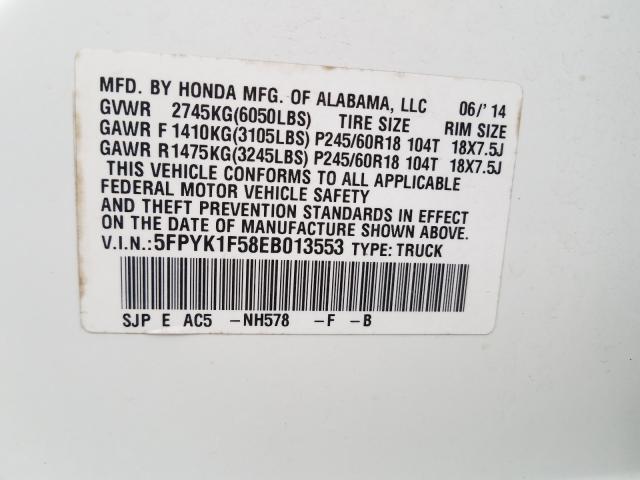 MFD. BY HONDA MFG. OF ALABAMA, LLC 06/'14
GVWR 2745KG(6050LBS) TIRE SIZE RIM SIZE
GAWR F 1410KG(3105LBS) P245/60R18 104T 18X7.5J
GAWR R1475KG(3245LBS) P245/60R18 104T 18X7.5J
THIS VEHICLE CONFORMS TO ALL APPLICABLE
FEDERAL MOTOR VEHICLE SAFETY
AND THEFT PREVENTION STANDARDS IN EFFECT
ON THE DATE OF MANUFACTURE SHOWN ABOVE.
V.I.N.:5FPYK1F58EB013553 TYPE: TRUCK
SJP E AC5 -NH578 -F -B